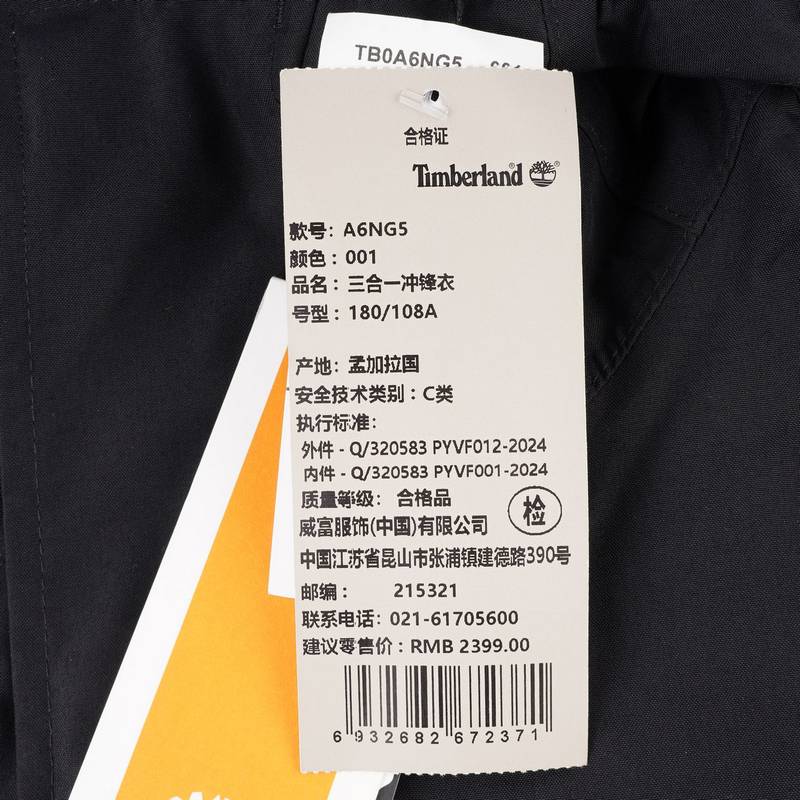 TB0A6NG5
合格证
Timberland
款号: A6NG5
颜色: 001
品名: 三合一冲锋衣
号型: 180/108A
产地: 孟加拉国
安全技术类别: C类
执行标准:
外件 - Q/320583 PYVF012-2024
内件 - Q/320583 PYVF001-2024
质量等级: 合格品
检
威富服饰(中国)有限公司
中国江苏省昆山市张浦镇建德路390号
邮编: 215321
联系电话: 021-61705600
建议零售价: RMB 2399.00
6 932682 672371